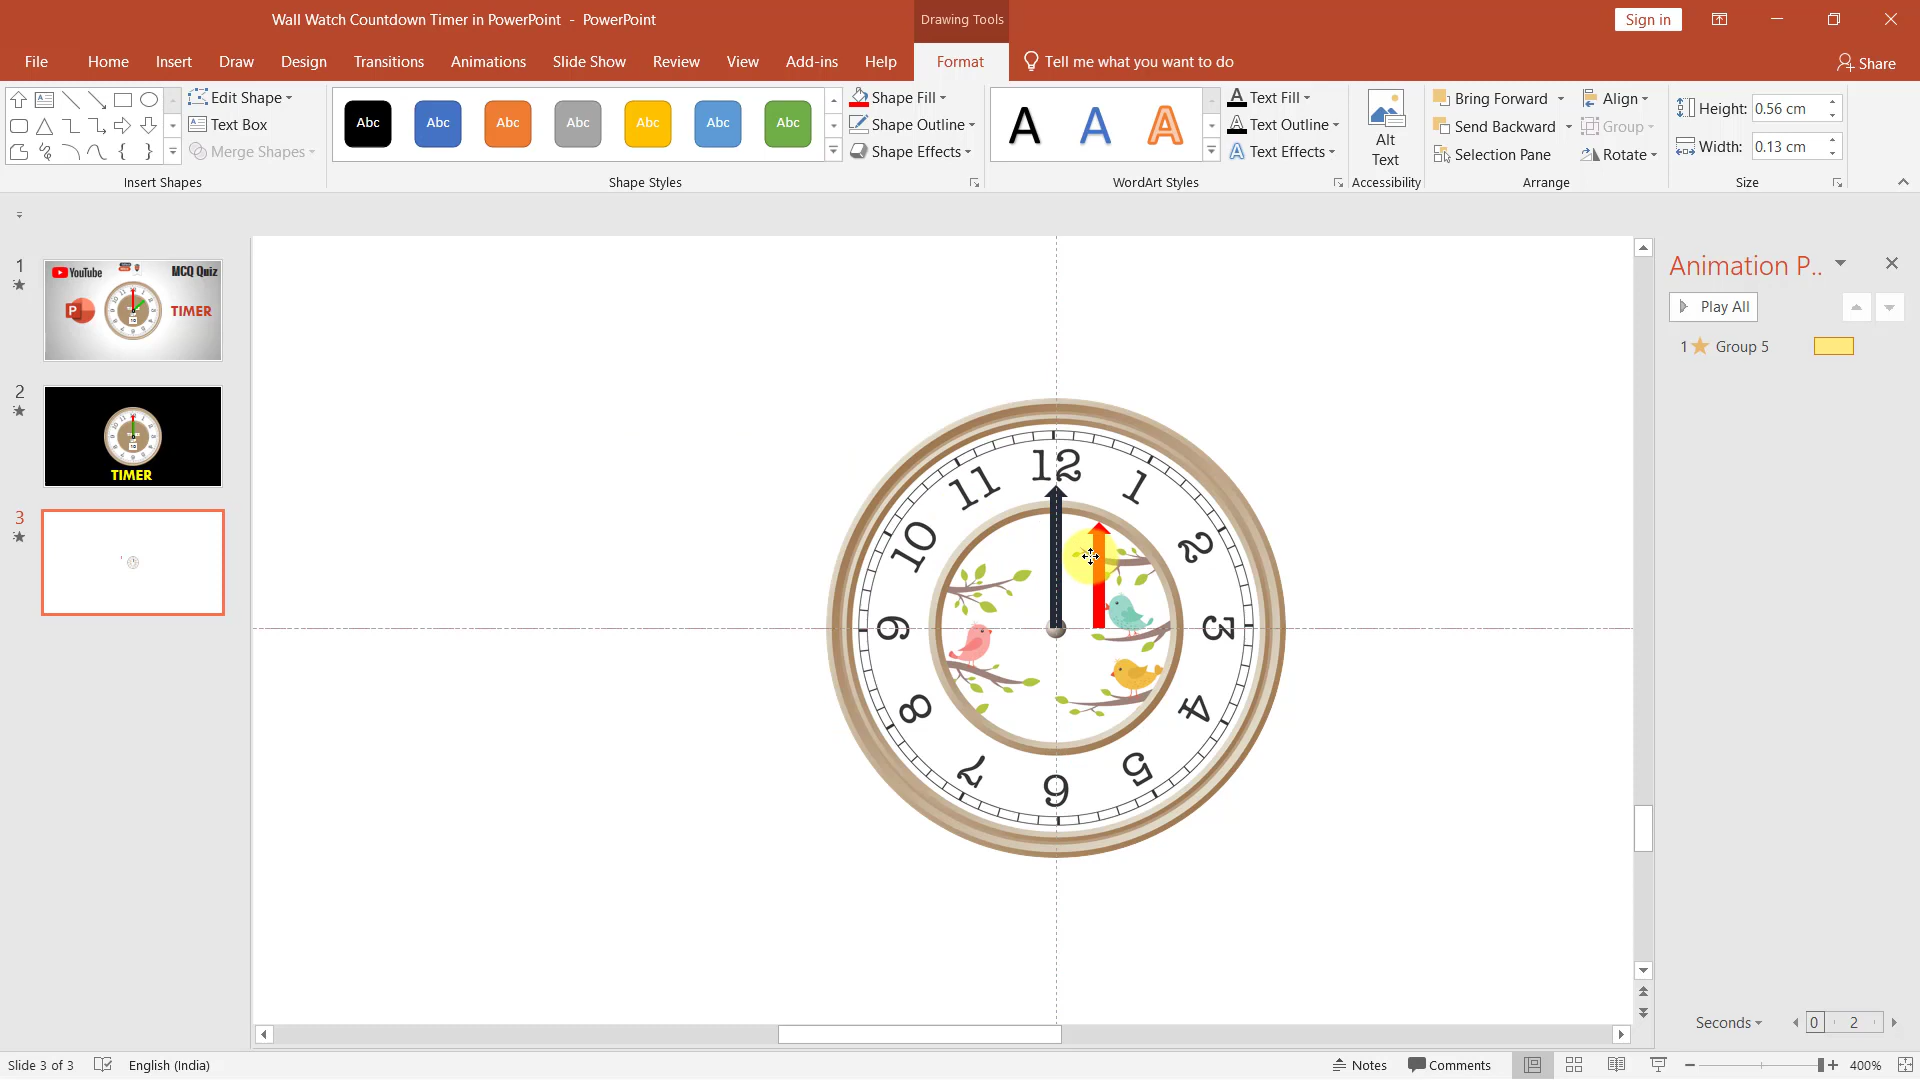 Wall Watch Countdown Timer in PowerPoint - PowerPoint
Drawing Tools
Sign in
File Home Insert Draw Design Transitions Animations Slide Show Review View Add-ins Help Format Tell me what you want to do Share
Edit Shape
Text Box
Merge Shapes
Insert Shapes
Abc Abc Abc Abc Abc Abc Abc
Shape Styles
Shape Fill
Shape Outline
Shape Effects
A A A
WordArt Styles
Text Fill
Text Outline
Text Effects
Alt
Text
Accessibility
Bring Forward
Send Backward
Selection Pane
Align
Group
Rotate
Arrange
Height: 0.56 cm
Width: 0.13 cm
Size
1
YouTube MCQ Quiz
P TIMER
2
TIMER
3
12
1
2
3
4
5
6
7
8
9
10
11
Animation P..
Play All
1 Group 5
Seconds 0 2
Slide 3 of 3 English (India) Notes Comments 400%